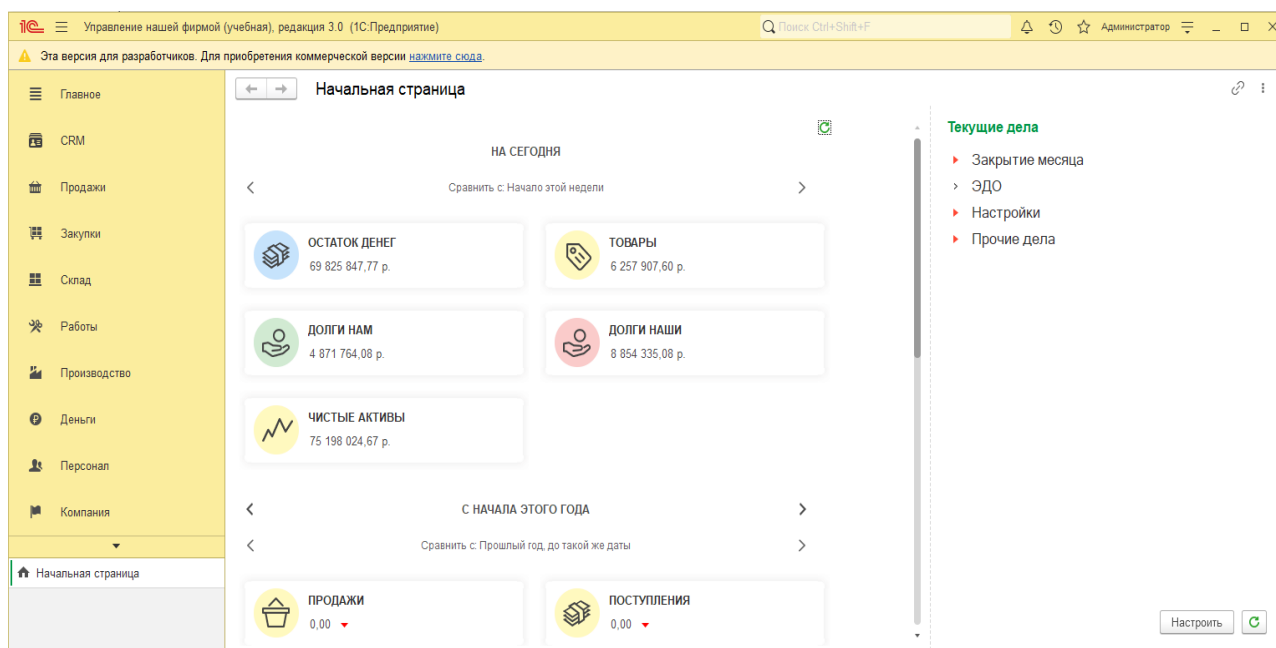 1С Управление нашей фирмой (учебная), редакция 3.0 (1С:Предприятие) Поиск Ctrl+Shift+F Администратор
Эта версия для разработчиков. Для приобретения коммерческой версии нажмите сюда.
Главное
CRM
Продажи
Закупки
Склад
Работы
Производство
Деньги
Персонал
Компания
Начальная страница
Начальная страница
НА СЕГОДНЯ
Сравнить с: Начало этой недели
ОСТАТОК ДЕНЕГ
69 825 847,77 р.
ТОВАРЫ
6 257 907,60 р.
ДОЛГИ НАМ
4 871 764,08 р.
ДОЛГИ НАШИ
8 854 335,08 р.
ЧИСТЫЕ АКТИВЫ
75 198 024,67 р.
С НАЧАЛА ЭТОГО ГОДА
Сравнить с: Прошлый год, до такой же даты
ПРОДАЖИ
0,00
ПОСТУПЛЕНИЯ
0,00
Текущие дела
Закрытие месяца
ЭДО
Настройки
Прочие дела
Настроить